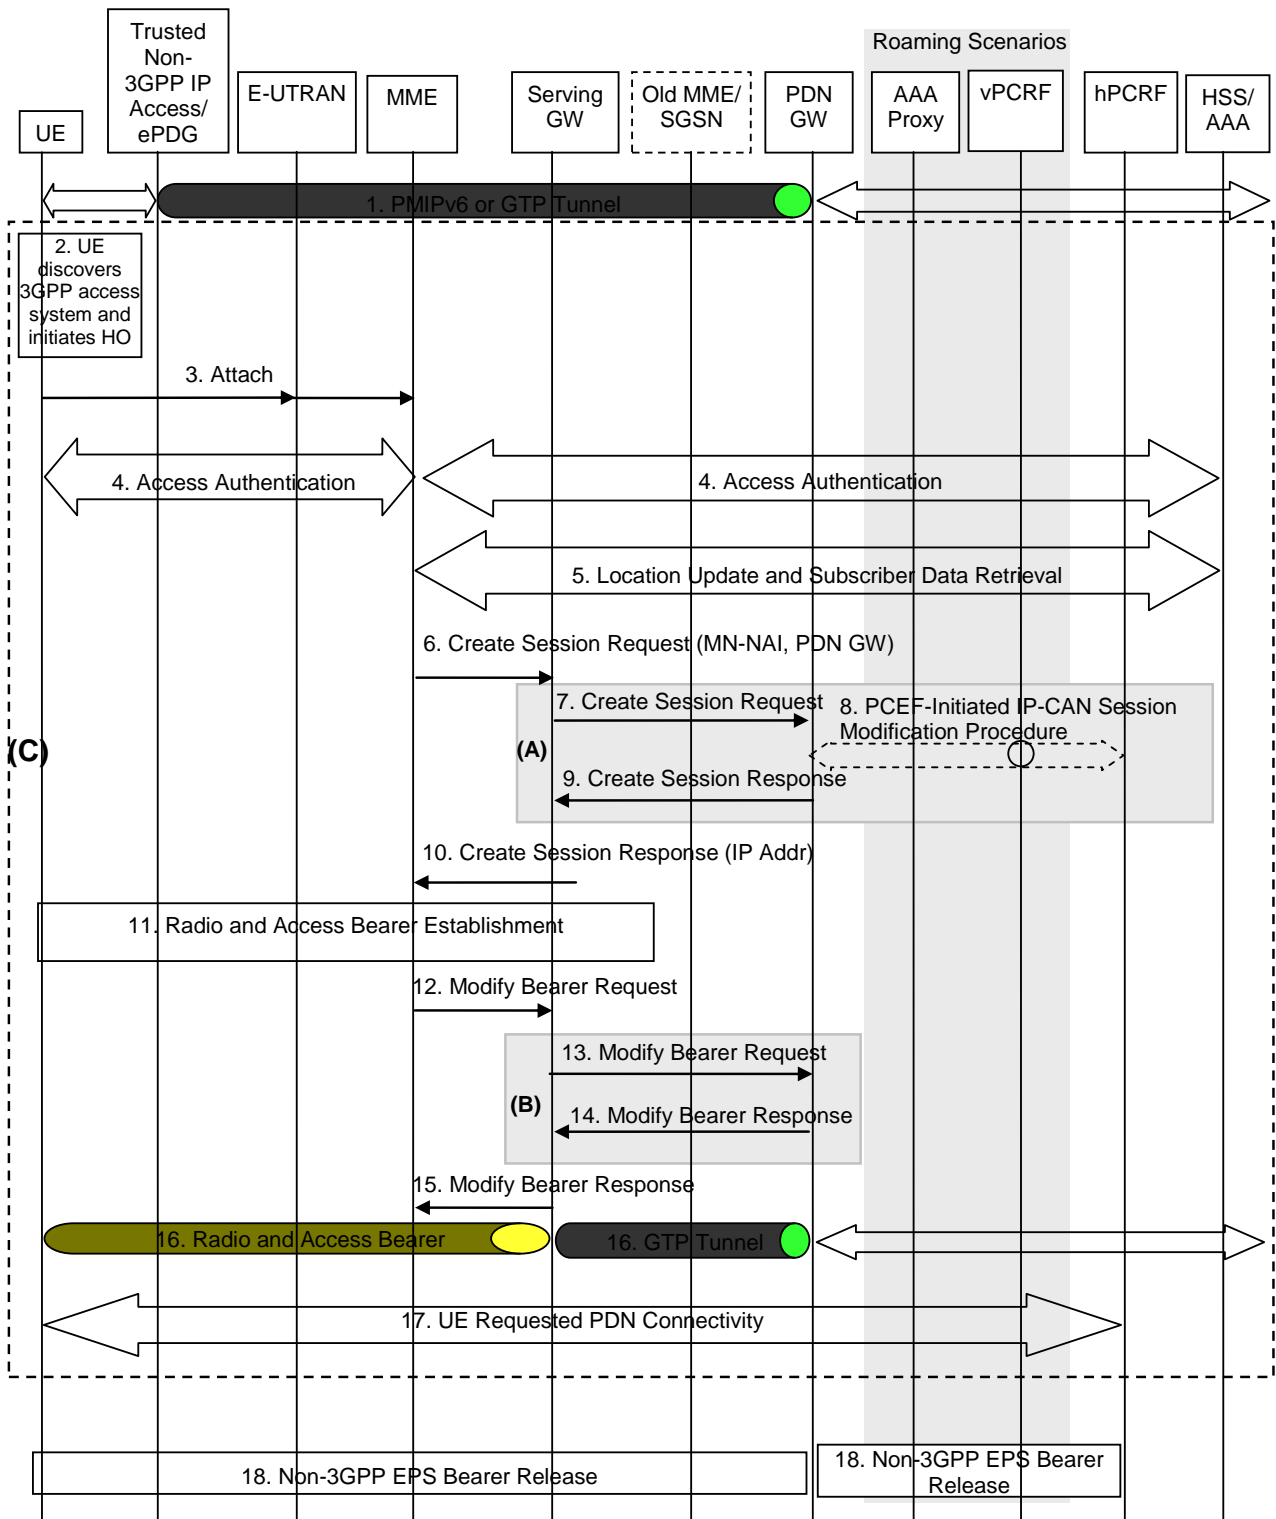 Roaming Scenarios
UE
Trusted
Non-
3GPP IP
Access/
ePDG
E-UTRAN
MME
Serving
GW
Old MME/
SGSN
PDN
GW
AAA
Proxy
vPCRF
hPCRF
HSS/
AAA
1. PMIPv6 or GTP Tunnel
2. UE
discovers
3GPP access
system and
initiates HO
3. Attach
4. Access Authentication
4. Access Authentication
5. Location Update and Subscriber Data Retrieval
6. Create Session Request (MN-NAI, PDN GW)
7. Create Session Request
8. PCEF-Initiated IP-CAN Session
Modification Procedure
(C)
(A)
9. Create Session Response
10. Create Session Response (IP Addr)
11. Radio and Access Bearer Establishment
12. Modify Bearer Request
13. Modify Bearer Request
(B)
14. Modify Bearer Response
15. Modify Bearer Response
16. Radio and Access Bearer
16. GTP Tunnel
17. UE Requested PDN Connectivity
18. Non-3GPP EPS Bearer Release
18. Non-3GPP EPS Bearer
Release